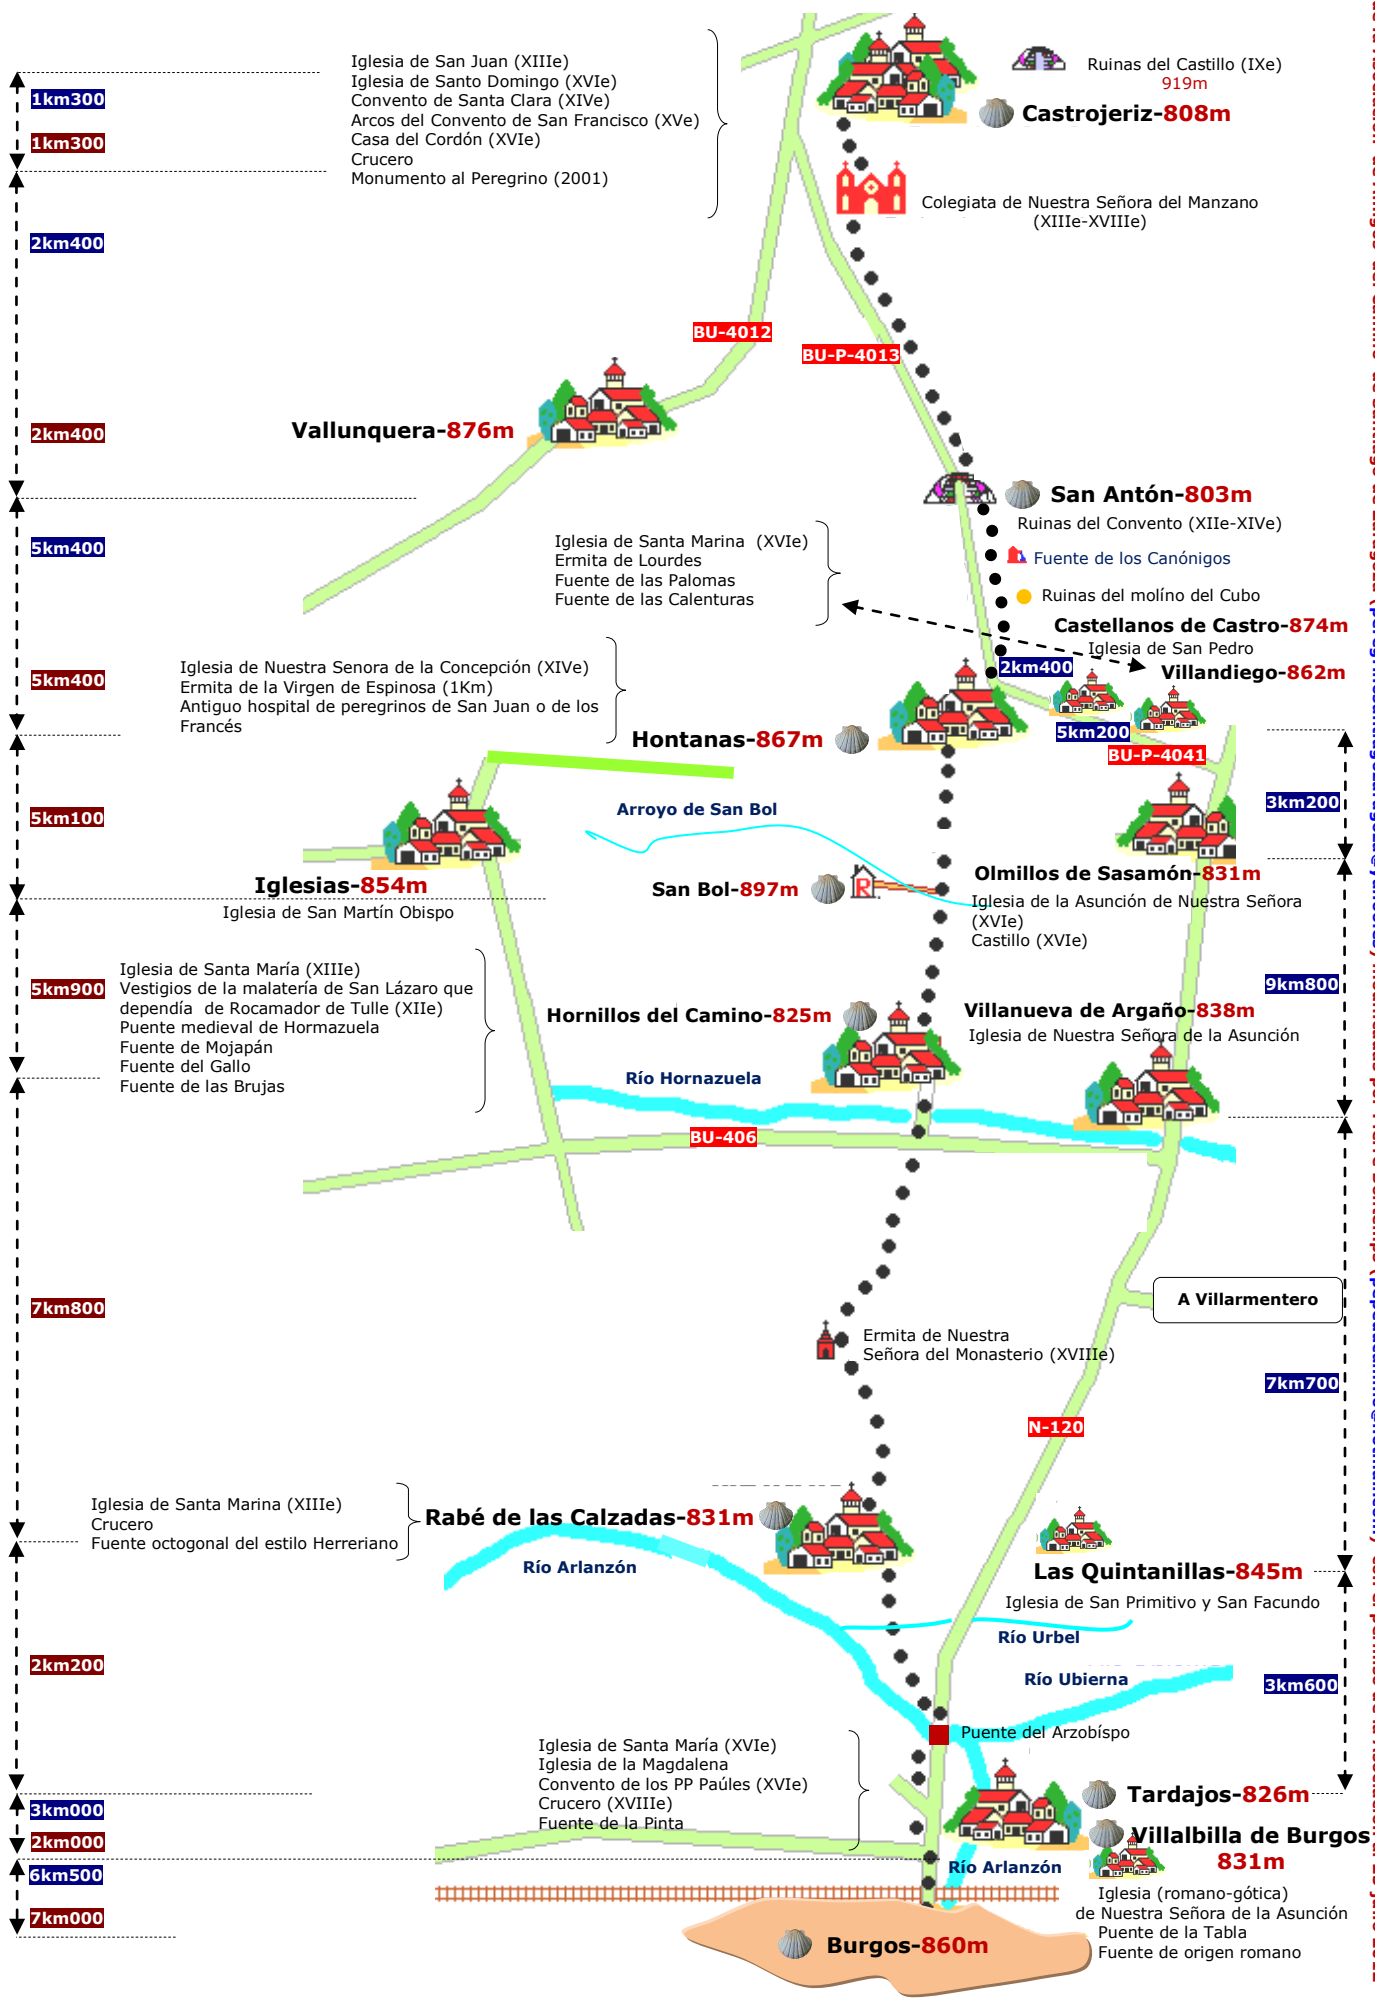 Iglesia de San Juan (XIIIe)
Iglesia de Santo Domingo (XVIe)
Convento de Santa Clara (XIVe)
Arcos del Convento de San Francisco (XVe)
Casa del Cordón (XVIe)
Crucero
Monumento al Peregrino (2001)
Ruinas del Castillo (IXe)
919m
Castrojeriz-808m
1km300
1km300
Colegiata de Nuestra Señora del Manzano
(XIIIe-XVIIIe)
2km400
BU-4012
BU-P-4013
Vallunquera-876m
2km400
San Antón-803m
Ruinas del Convento (XIIe-XIVe)
5km400
Iglesia de Santa Marina (XVIe)
Ermita de Lourdes
Fuente de las Palomas
Fuente de las Calenturas
Fuente de los Canónigos
Ruinas del molíno del Cubo
Castellanos de Castro-874m
Iglesia de San Pedro
Villandiego-862m
2km400
5km400
Iglesia de Nuestra Senora de la Concepción (XIVe)
Ermita de la Virgen de Espinosa (1Km)
Antiguo hospital de peregrinos de San Juan o de los
Francés
Hontanas-867m
5km200
BU-P-4041
3km200
5km100
Arroyo de San Bol
Iglesias-854m
Iglesia de San Martín Obispo
San Bol-897m
R
Olmillos de Sasamón-831m
Iglesia de la Asunción de Nuestra Señora
(XVIe)
Castillo (XVIe)
5km900
Iglesia de Santa María (XIIIe)
Vestigios de la malatería de San Lázaro que
dependía de Rocamador de Tulle (XIIe)
Puente medieval de Hormazuela
Fuente de Mojapán
Fuente del Gallo
Fuente de las Brujas
Hornillos del Camino-825m
Villanueva de Argaño-838m
Iglesia de Nuestra Señora de la Asunción
9km800
Río Hornazuela
BU-406
7km800
A Villarmentero
Ermita de Nuestra
Señora del Monasterio (XVIIIe)
7km700
N-120
Iglesia de Santa Marina (XIIIe)
Crucero
Fuente octogonal del estilo Herreriano
Rabé de las Calzadas-831m
Río Arlanzón
Las Quintanillas-845m
Iglesia de San Primitivo y San Facundo
Río Urbel
2km200
Río Ubierna
3km600
Puente del Arzobíspo
Iglesia de Santa María (XVIe)
Iglesia de la Magdalena
Convento de los PP Paúles (XVIe)
Crucero (XVIIIe)
Fuente de la Pinta
Tardajos-826m
3km000
2km000
Villalbilla de Burgos
831m
6km500
Río Arlanzón
7km000
Iglesia (romano-gótica)
de Nuestra Señora de la Asunción
Puente de la Tabla
Fuente de origen romano
Burgos-860m